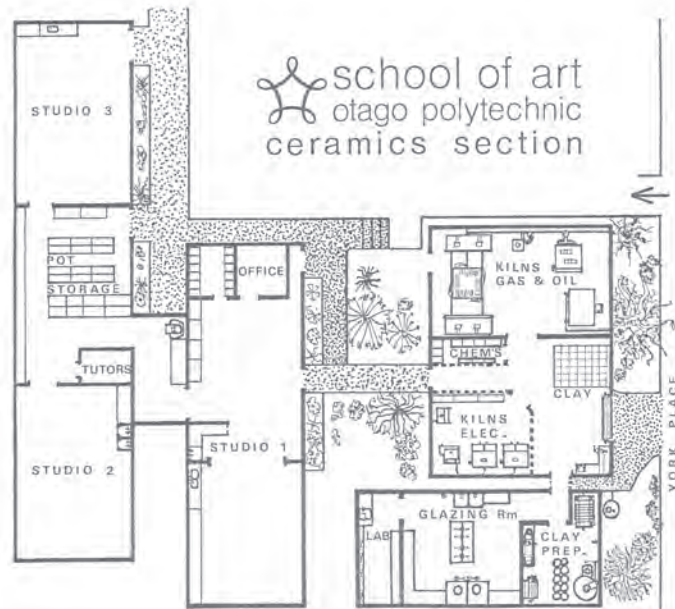 school of art
otago polytechnic
ceramics section
STUDIO 3
POT
STORAGE
OFFICE
KILNS
GAS & OIL
CHEM'S
CLAY
TUTORS
KILNS
ELEC.
STUDIO 1
STUDIO 2
GLAZING Rm
LAB
CLAY
PREP.
YORK PLACE